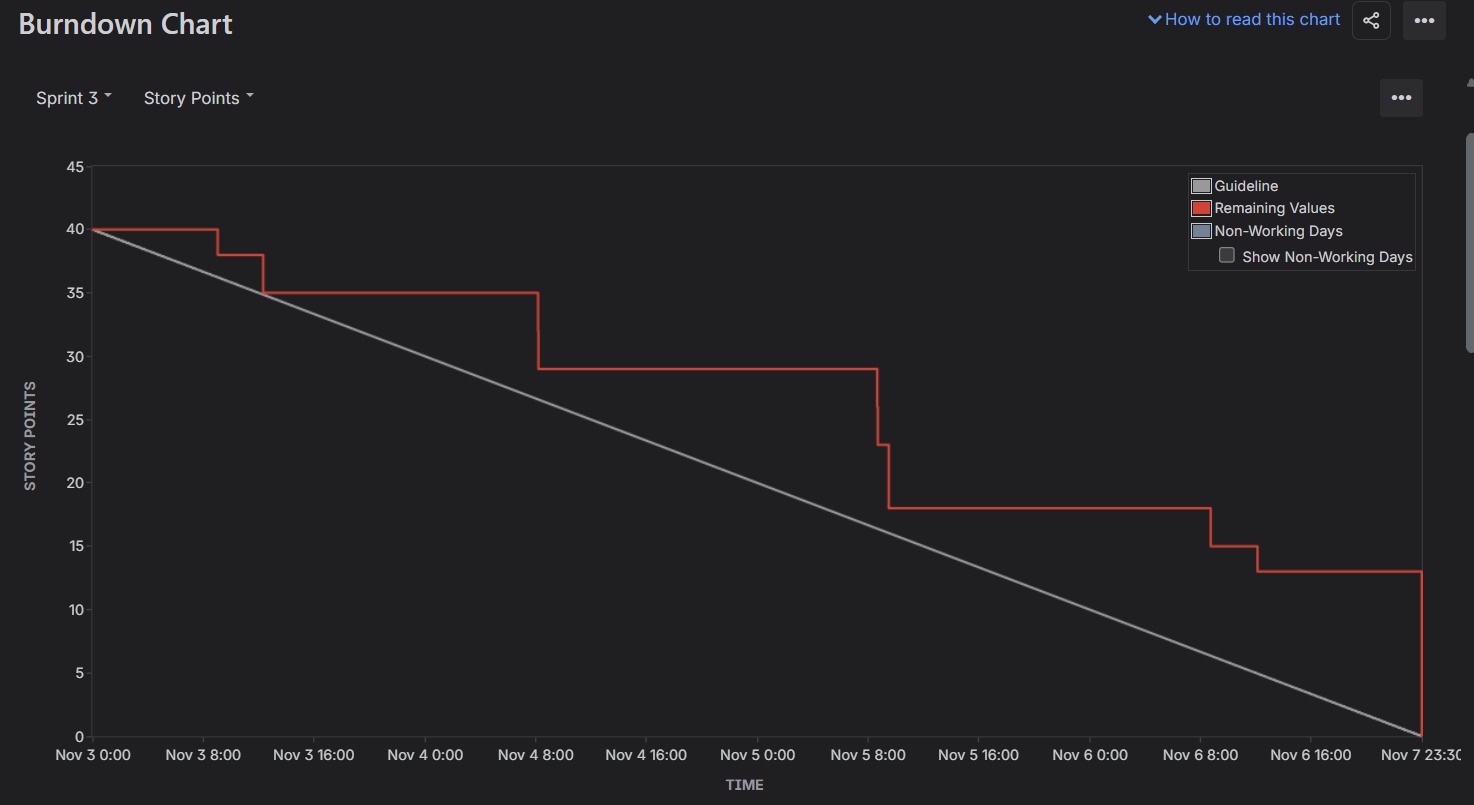 Burndown Chart
How to read this chart
Sprint 3
Story Points
45
40
35
30
25
20
15
10
5
0
STORY POINTS
Guideline
Remaining Values
Non-Working Days
Show Non-Working Days
Nov 3 0:00 Nov 3 8:00 Nov 3 16:00 Nov 4 0:00 Nov 4 8:00 Nov 4 16:00 Nov 5 0:00 Nov 5 8:00 Nov 5 16:00 Nov 6 0:00 Nov 6 8:00 Nov 6 16:00 Nov 7 23:30
TIME